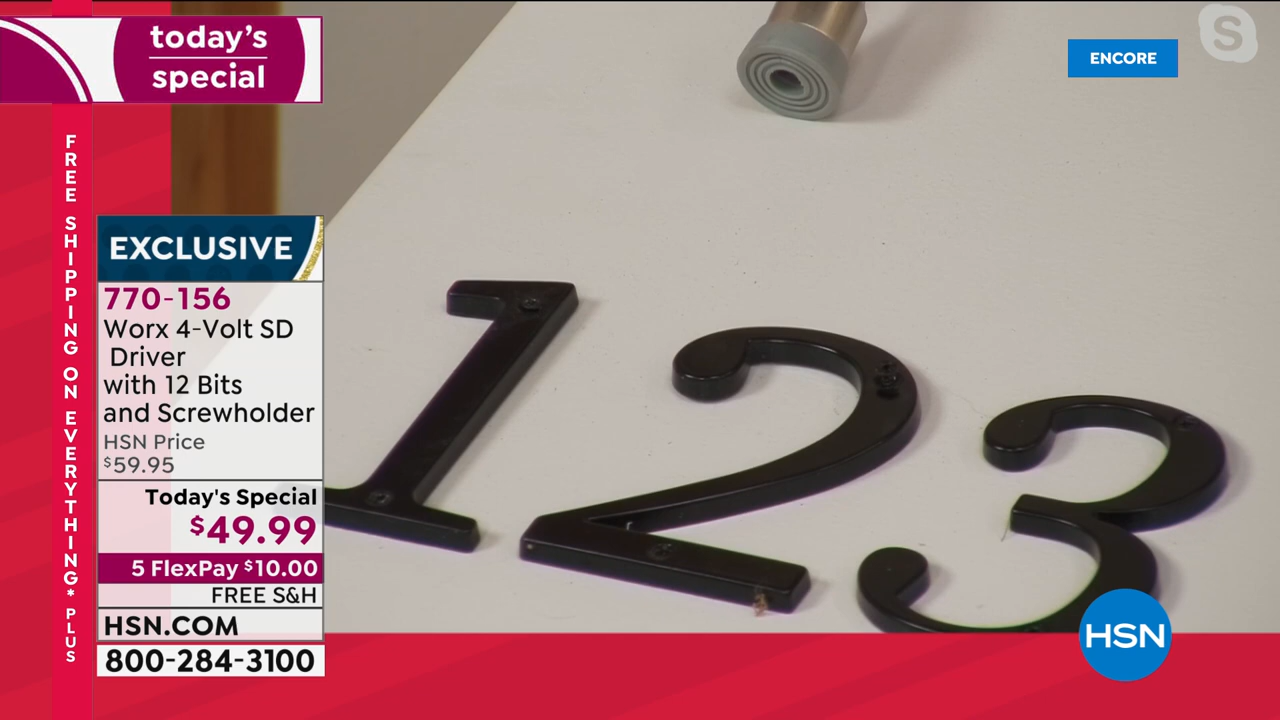 today's
special
ENCORE
S
FREE SHIPPING ON EVERYTHING* PLUS
EXCLUSIVE
770-156
Worx 4-Volt SD
Driver
with 12 Bits
and Screwholder
HSN Price
$59.95
Today's Special
$49.99
5 FlexPay $10.00
FREE S&H
HSN.COM
800-284-3100
123
HSN